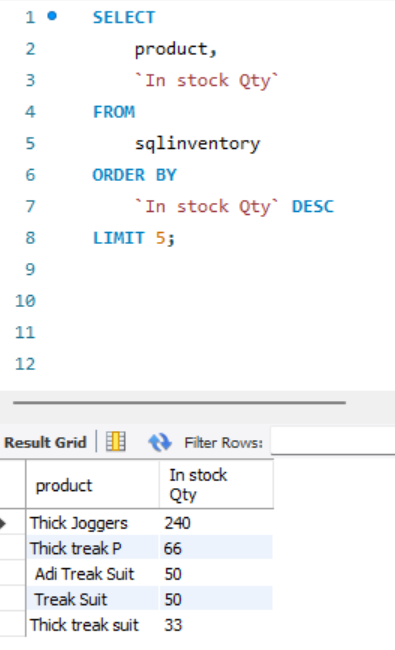 1 SELECT
2 product,
3 `In stock Qty`
4 FROM
5 sqlinventory
6 ORDER BY
7 `In stock Qty` DESC
8 LIMIT 5;
9
10
11
12
Result Grid Filter Rows:
product In stock Qty
Thick Joggers 240
Thick treak P 66
Adi Treak Suit 50
Treak Suit 50
Thick treak suit 33